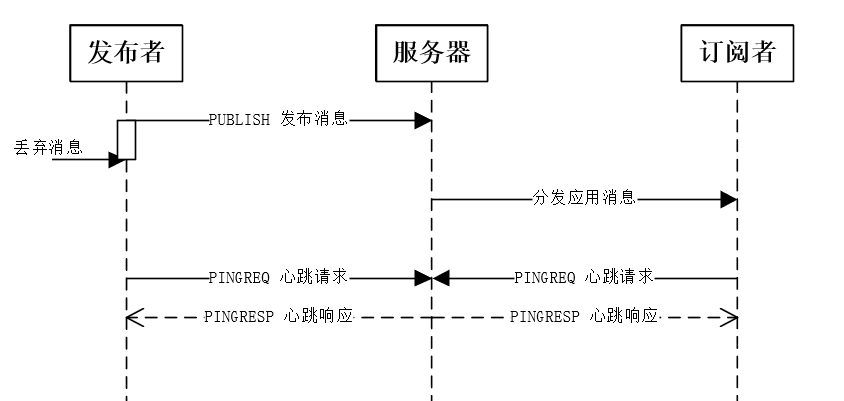 发布者
服务器
订阅者
PUBLISH 发布消息
丢弃消息
分发应用消息
PINGREQ 心跳请求
PINGREQ 心跳请求
PINGRESP 心跳响应
PINGRESP 心跳响应